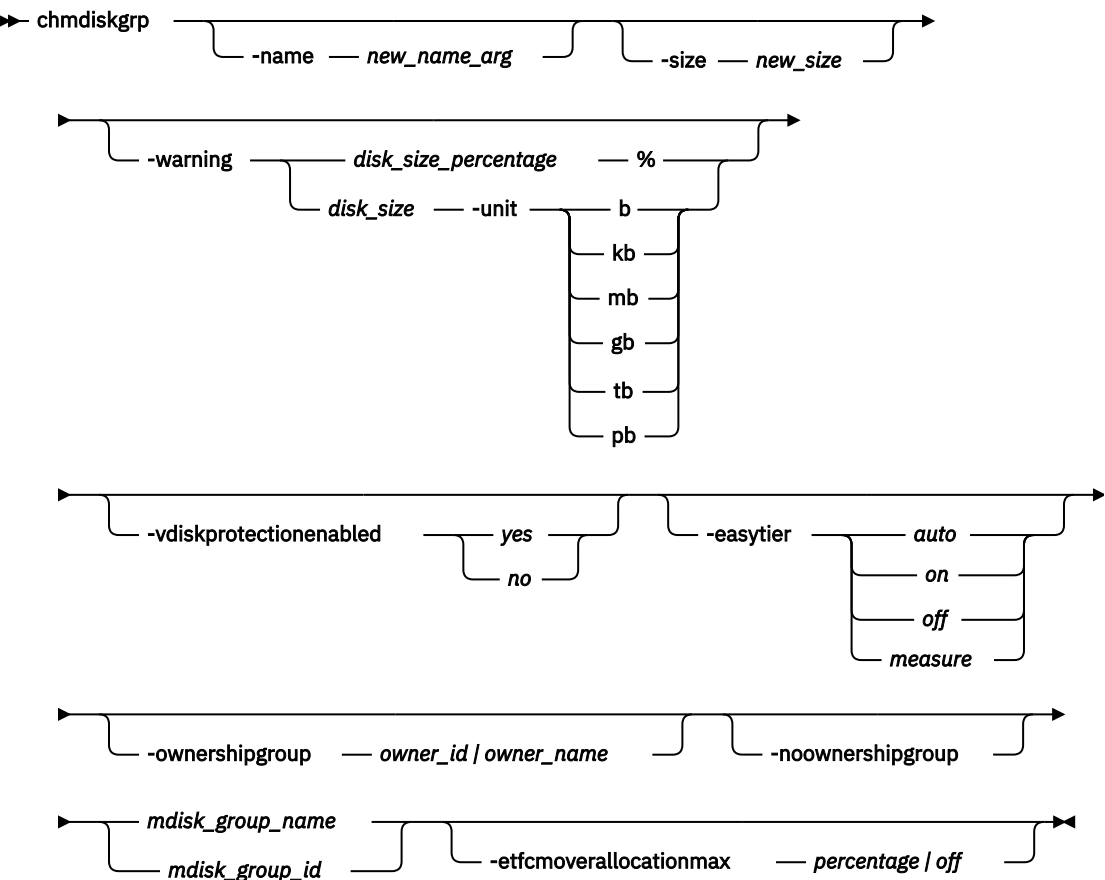 chmdiskgrp
-name new_name_arg -size new_size
-warning disk_size_percentage %
disk_size -unit b
kb
mb
gb
tb
pb
-vdiskprotectionenabled yes -easytier auto
no on
off
measure
-ownershipgroup owner_id | owner_name -noownershipgroup
mdisk_group_name
mdisk_group_id -etfcmoverallocationmax percentage | off